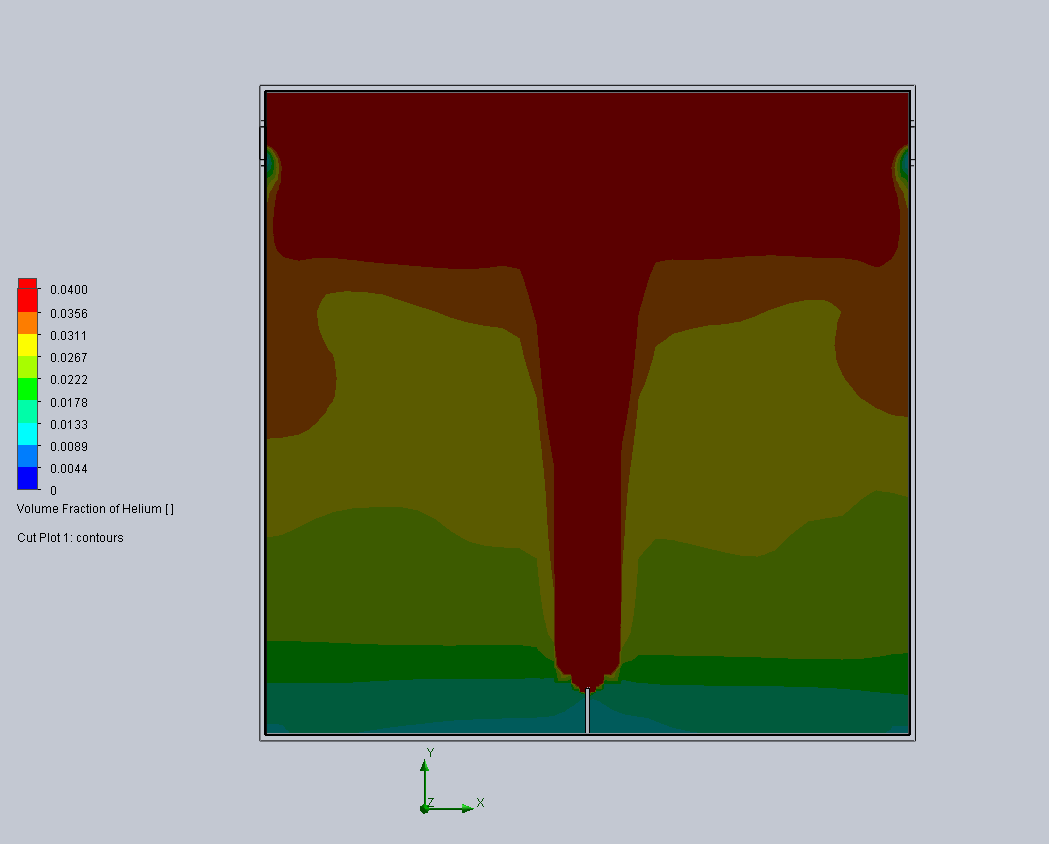 0.0400
0.0356
0.0311
0.0267
0.0222
0.0178
0.0133
0.0089
0.0044
0
Volume Fraction of Helium [ ]
Cut Plot 1: contours
Y
Z
X